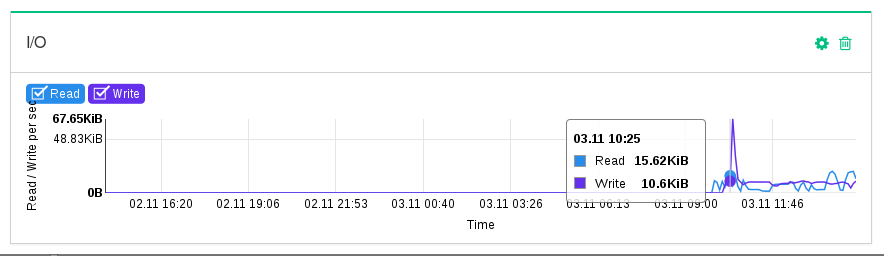 I/O
Read
Write
Read / Write per sec
67.65KiB
48.83KiB
0B
03.11 10:25
Read 15.62KiB
Write 10.6KiB
02.11 16:20
02.11 19:06
02.11 21:53
03.11 00:40
03.11 03:26
03.11 06:13
03.11 09:00
03.11 11:46
Time